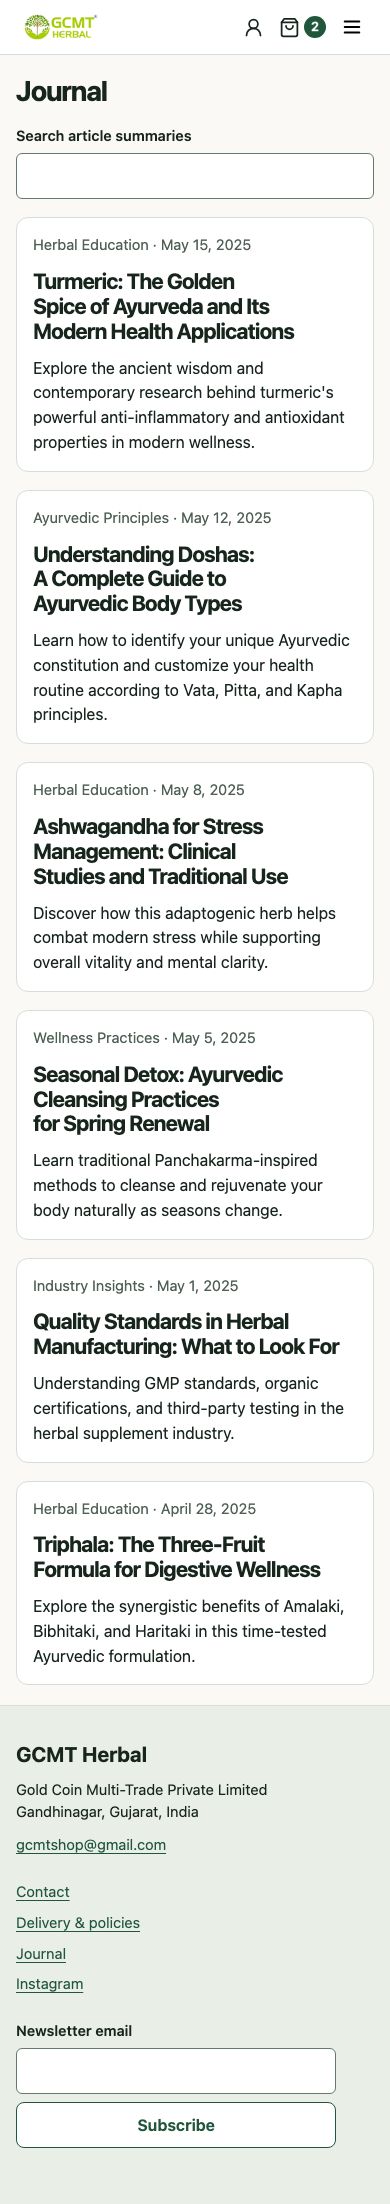 GCMT
HERBAL
2
Journal
Search article summaries
Herbal Education · May 15, 2025
Turmeric: The Golden
Spice of Ayurveda and Its
Modern Health Applications
Explore the ancient wisdom and
contemporary research behind turmeric's
powerful anti-inflammatory and antioxidant
properties in modern wellness.
Ayurvedic Principles · May 12, 2025
Understanding Doshas:
A Complete Guide to
Ayurvedic Body Types
Learn how to identify your unique Ayurvedic
constitution and customize your health
routine according to Vata, Pitta, and Kapha
principles.
Herbal Education · May 8, 2025
Ashwagandha for Stress
Management: Clinical
Studies and Traditional Use
Discover how this adaptogenic herb helps
combat modern stress while supporting
overall vitality and mental clarity.
Wellness Practices · May 5, 2025
Seasonal Detox: Ayurvedic
Cleansing Practices
for Spring Renewal
Learn traditional Panchakarma-inspired
methods to cleanse and rejuvenate your
body naturally as seasons change.
Industry Insights · May 1, 2025
Quality Standards in Herbal
Manufacturing: What to Look For
Understanding GMP standards, organic
certifications, and third-party testing in the
herbal supplement industry.
Herbal Education · April 28, 2025
Triphala: The Three-Fruit
Formula for Digestive Wellness
Explore the synergistic benefits of Amalaki,
Bibhitaki, and Haritaki in this time-tested
Ayurvedic formulation.
GCMT Herbal
Gold Coin Multi-Trade Private Limited
Gandhinagar, Gujarat, India
gcmtshop@gmail.com
Contact
Delivery & policies
Journal
Instagram
Newsletter email
Subscribe